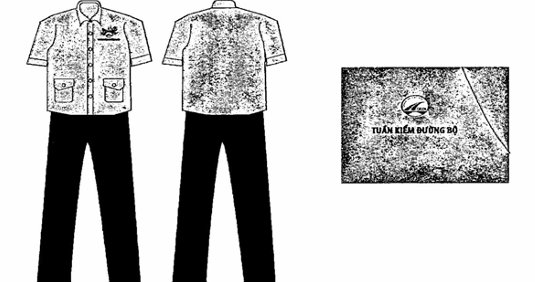 TUẦN KIỂM ĐƯỜNG BỘ